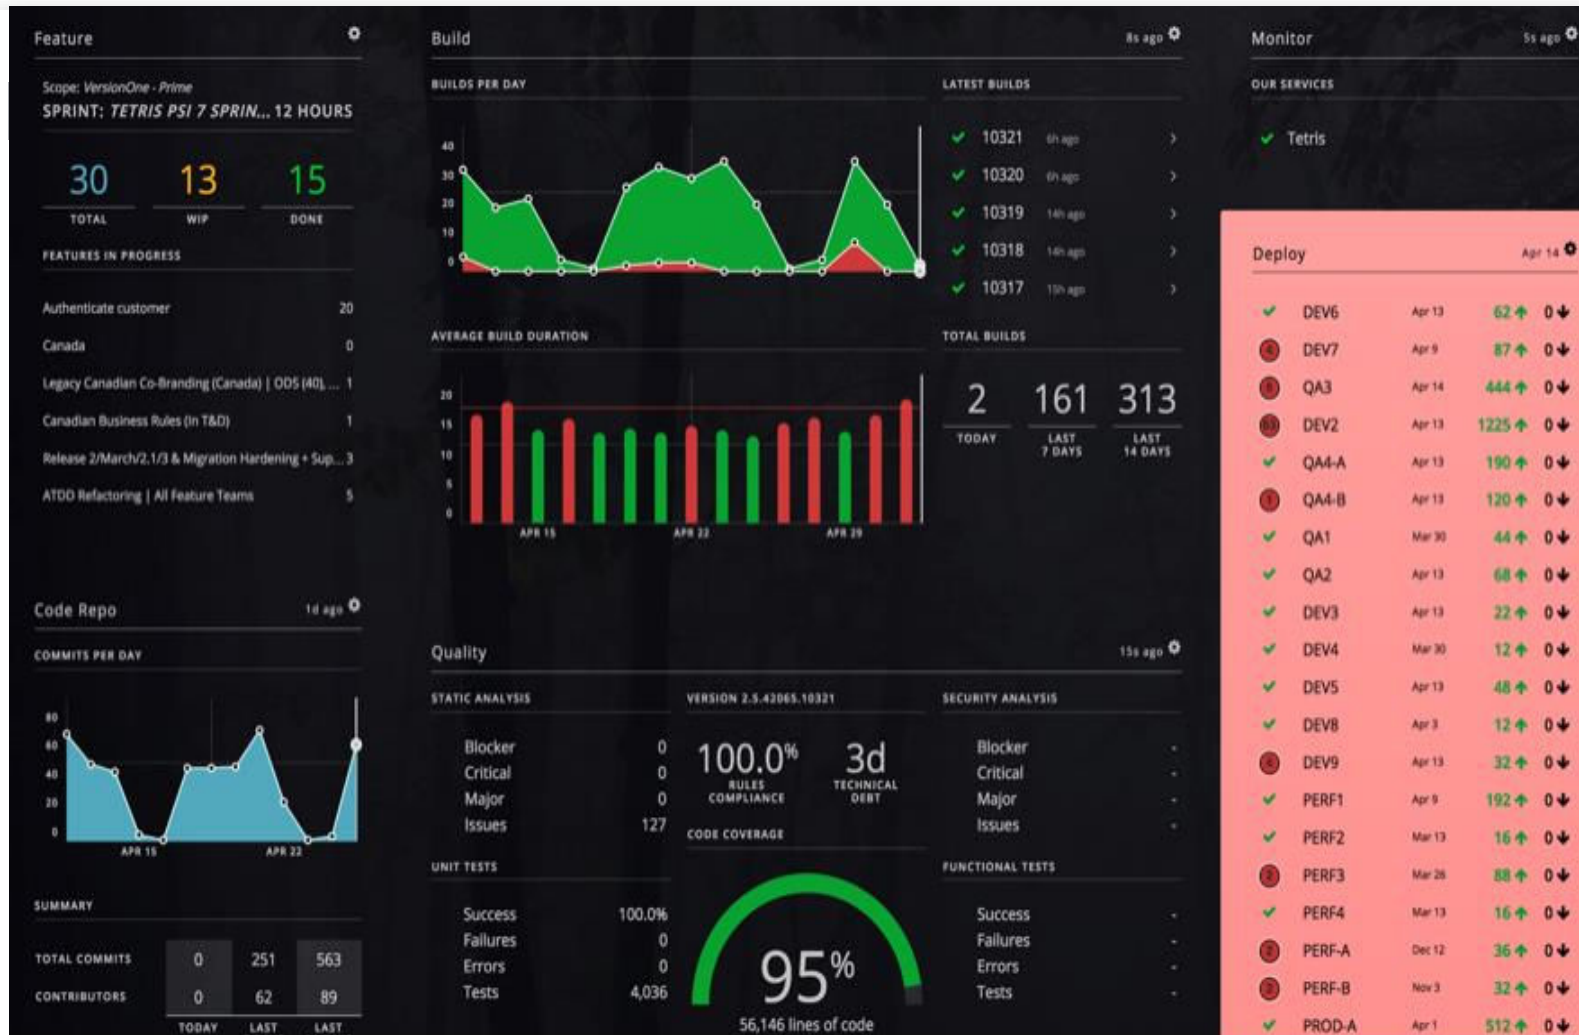 Feature
Scope: VersionOne - Prime
SPRINT: TETRIS PSI 7 SPRIN... 12 HOURS
30 13 15
TOTAL WIP DONE
FEATURES IN PROGRESS
Authenticate customer 20
Canada 0
Legacy Canadian Co-Branding (Canada) | ODS (40), ... 1
Canadian Business Rules (In T&D) 1
Release 2/March/2.1/3 & Migration Hardening + Sup... 3
ATDD Refactoring | All Feature Teams 5
Code Repo 1d ago
COMMITS PER DAY
80
60
40
20
0
APR 15 APR 22
SUMMARY
TOTAL COMMITS 0 251 563
CONTRIBUTORS 0 62 89
TODAY LAST LAST
Build 8s ago
BUILDS PER DAY
40
30
20
10
0
AVERAGE BUILD DURATION
20
15
10
5
0
APR 15 APR 22 APR 29
LATEST BUILDS
10321 6h ago
10320 6h ago
10319 14h ago
10318 14h ago
10317 15h ago
TOTAL BUILDS
2 161 313
TODAY LAST LAST
7 DAYS 14 DAYS
Quality 15s ago
STATIC ANALYSIS
Blocker 0
Critical 0
Major 0
Issues 127
UNIT TESTS
Success 100.0%
Failures 0
Errors 0
Tests 4,036
VERSION 2.5.42065.10321
100.0% 3d
RULES TECHNICAL
COMPLIANCE DEBT
CODE COVERAGE
95%
56,146 lines of code
SECURITY ANALYSIS
Blocker -
Critical -
Major -
Issues -
FUNCTIONAL TESTS
Success -
Failures -
Errors -
Tests -
Monitor 5s ago
OUR SERVICES
Tetris
Deploy Apr 14
DEV6 Apr 13 62 0
DEV7 Apr 9 87 0
QA3 Apr 14 444 0
DEV2 Apr 13 1225 0
QA4-A Apr 13 190 0
1 QA4-B Apr 13 120 0
QA1 Mar 30 44 0
QA2 Apr 13 68 0
DEV3 Apr 13 22 0
DEV4 Mar 30 12 0
DEV5 Apr 13 48 0
DEV8 Apr 3 12 0
DEV9 Apr 13 32 0
PERF1 Apr 9 192 0
PERF2 Mar 13 16 0
2 PERF3 Mar 26 88 0
PERF4 Mar 13 16 0
2 PERF-A Dec 12 36 0
PERF-B Nov 3 32 0
PROD-A Apr 1 512 0